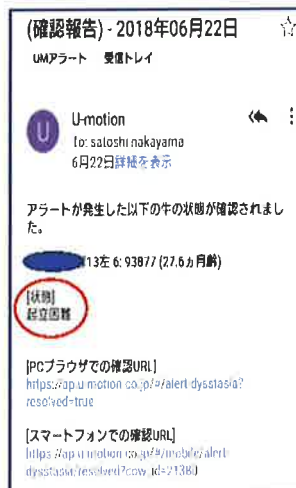 (確認報告) - 2018年06月22日
UMアラート 受信トレイ
U
U-motion
To: satoshi nakayama
6月22日詳細を表示
アラートが発生した以下の牛の状態が確認されまし
た。
13左 6: 93877 (27.6ヵ月齢)
[状態]
起立困難
[PCブラウザでの確認URL]
https://ap.u-motion.co.jp/#/alert-dysstasia?
resolved=true
[スマートフォンでの確認URL]
https://ap.u-motion.co.jp/#/mobile/alert-
dysstasia/resolved?cow_id=21380